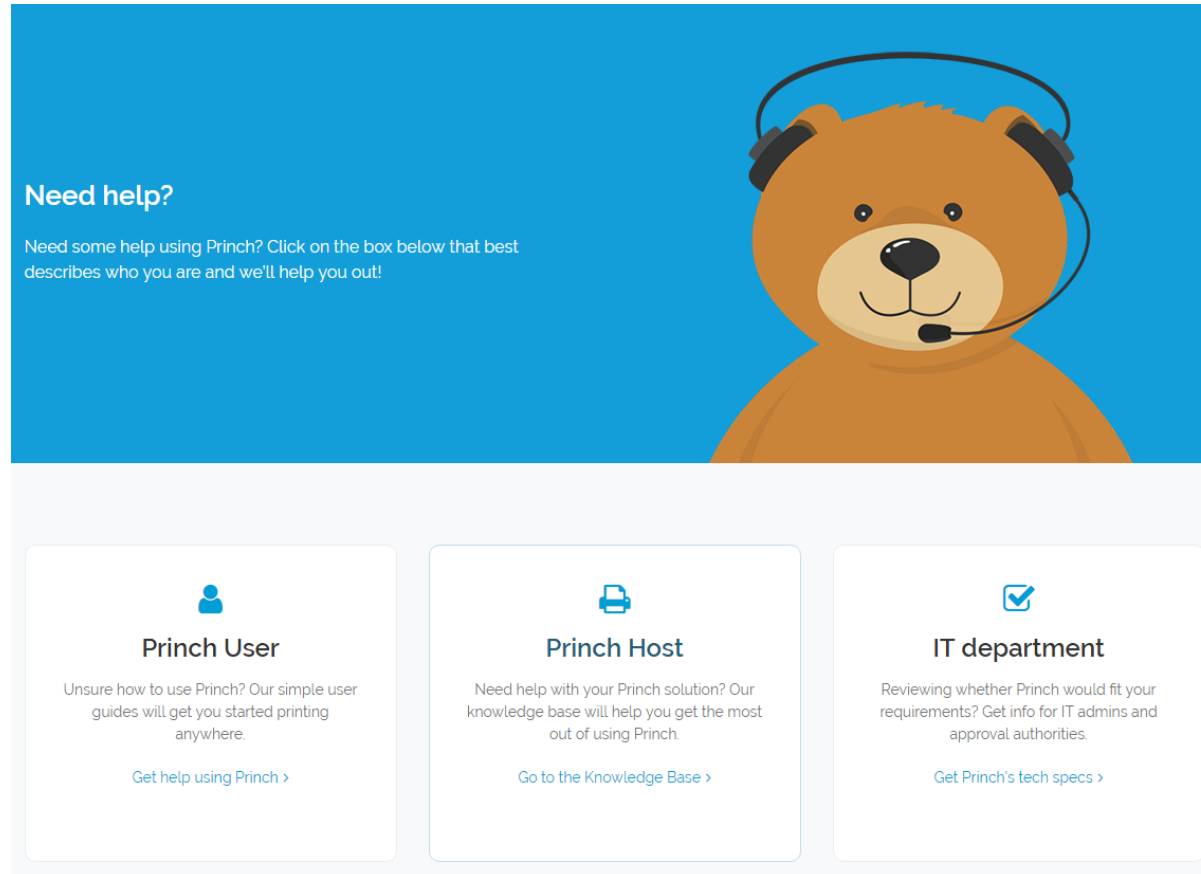 Need help?
Need some help using Princh? Click on the box below that best
describes who you are and we'll help you out!
Princh User
Unsure how to use Princh? Our simple user
guides will get you started printing
anywhere.
Get help using Princh >
Princh Host
Need help with your Princh solution? Our
knowledge base will help you get the most
out of using Princh.
Go to the Knowledge Base >
IT department
Reviewing whether Princh would fit your
requirements? Get info for IT admins and
approval authorities.
Get Princh's tech specs >